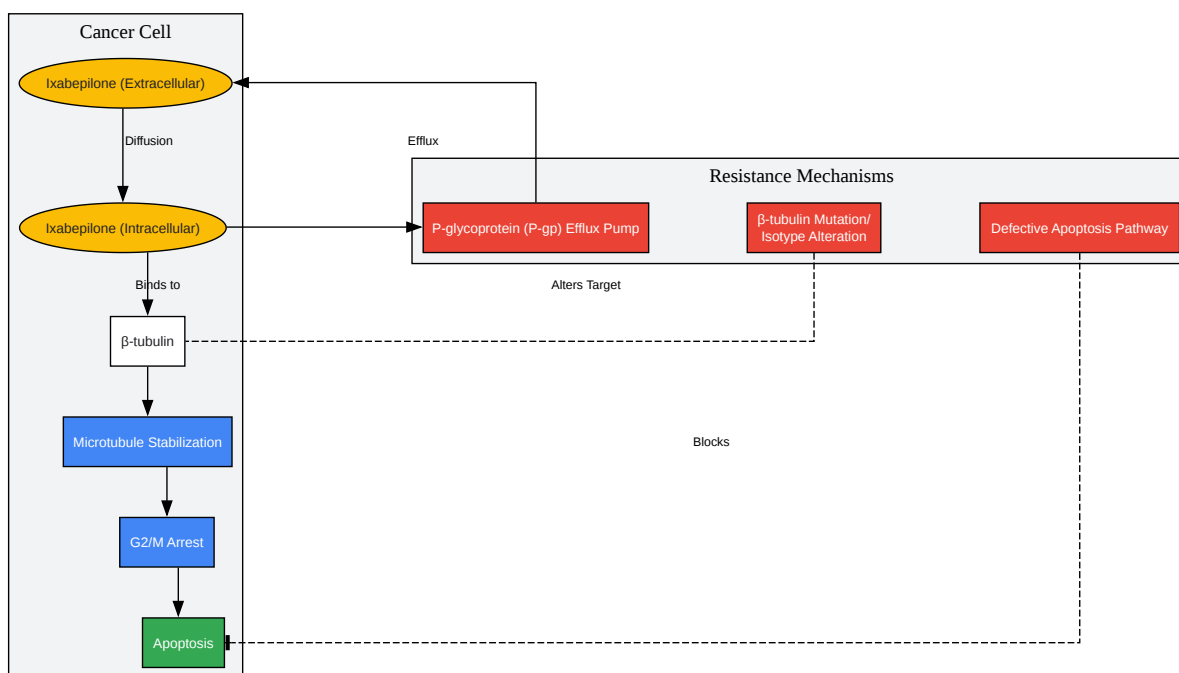 Cancer Cell
Ixabepilone (Extracellular)
Diffusion
Efflux
Resistance Mechanisms
Ixabepilone (Intracellular)
P-glycoprotein (P-gp) Efflux Pump
β-tubulin Mutation/
Isotype Alteration
Defective Apoptosis Pathway
Binds to
Alters Target
β-tubulin
Microtubule Stabilization
Blocks
G2/M Arrest
Apoptosis